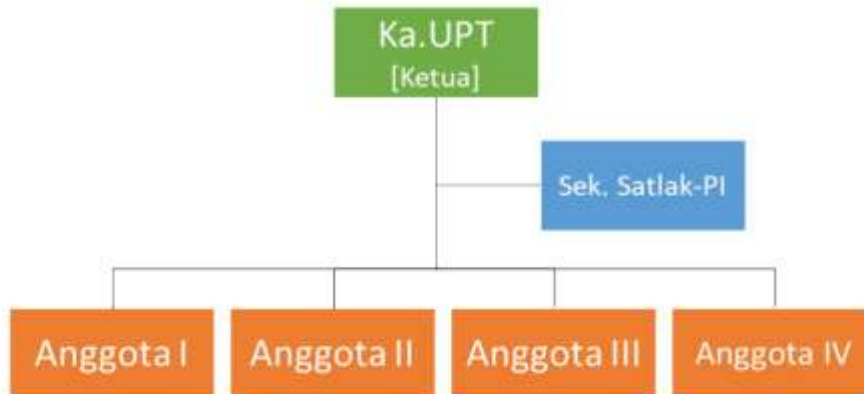 Ka.UPT
[Ketua]
Sek. Satlak-PI
Anggota I
Anggota II
Anggota III
Anggota IV